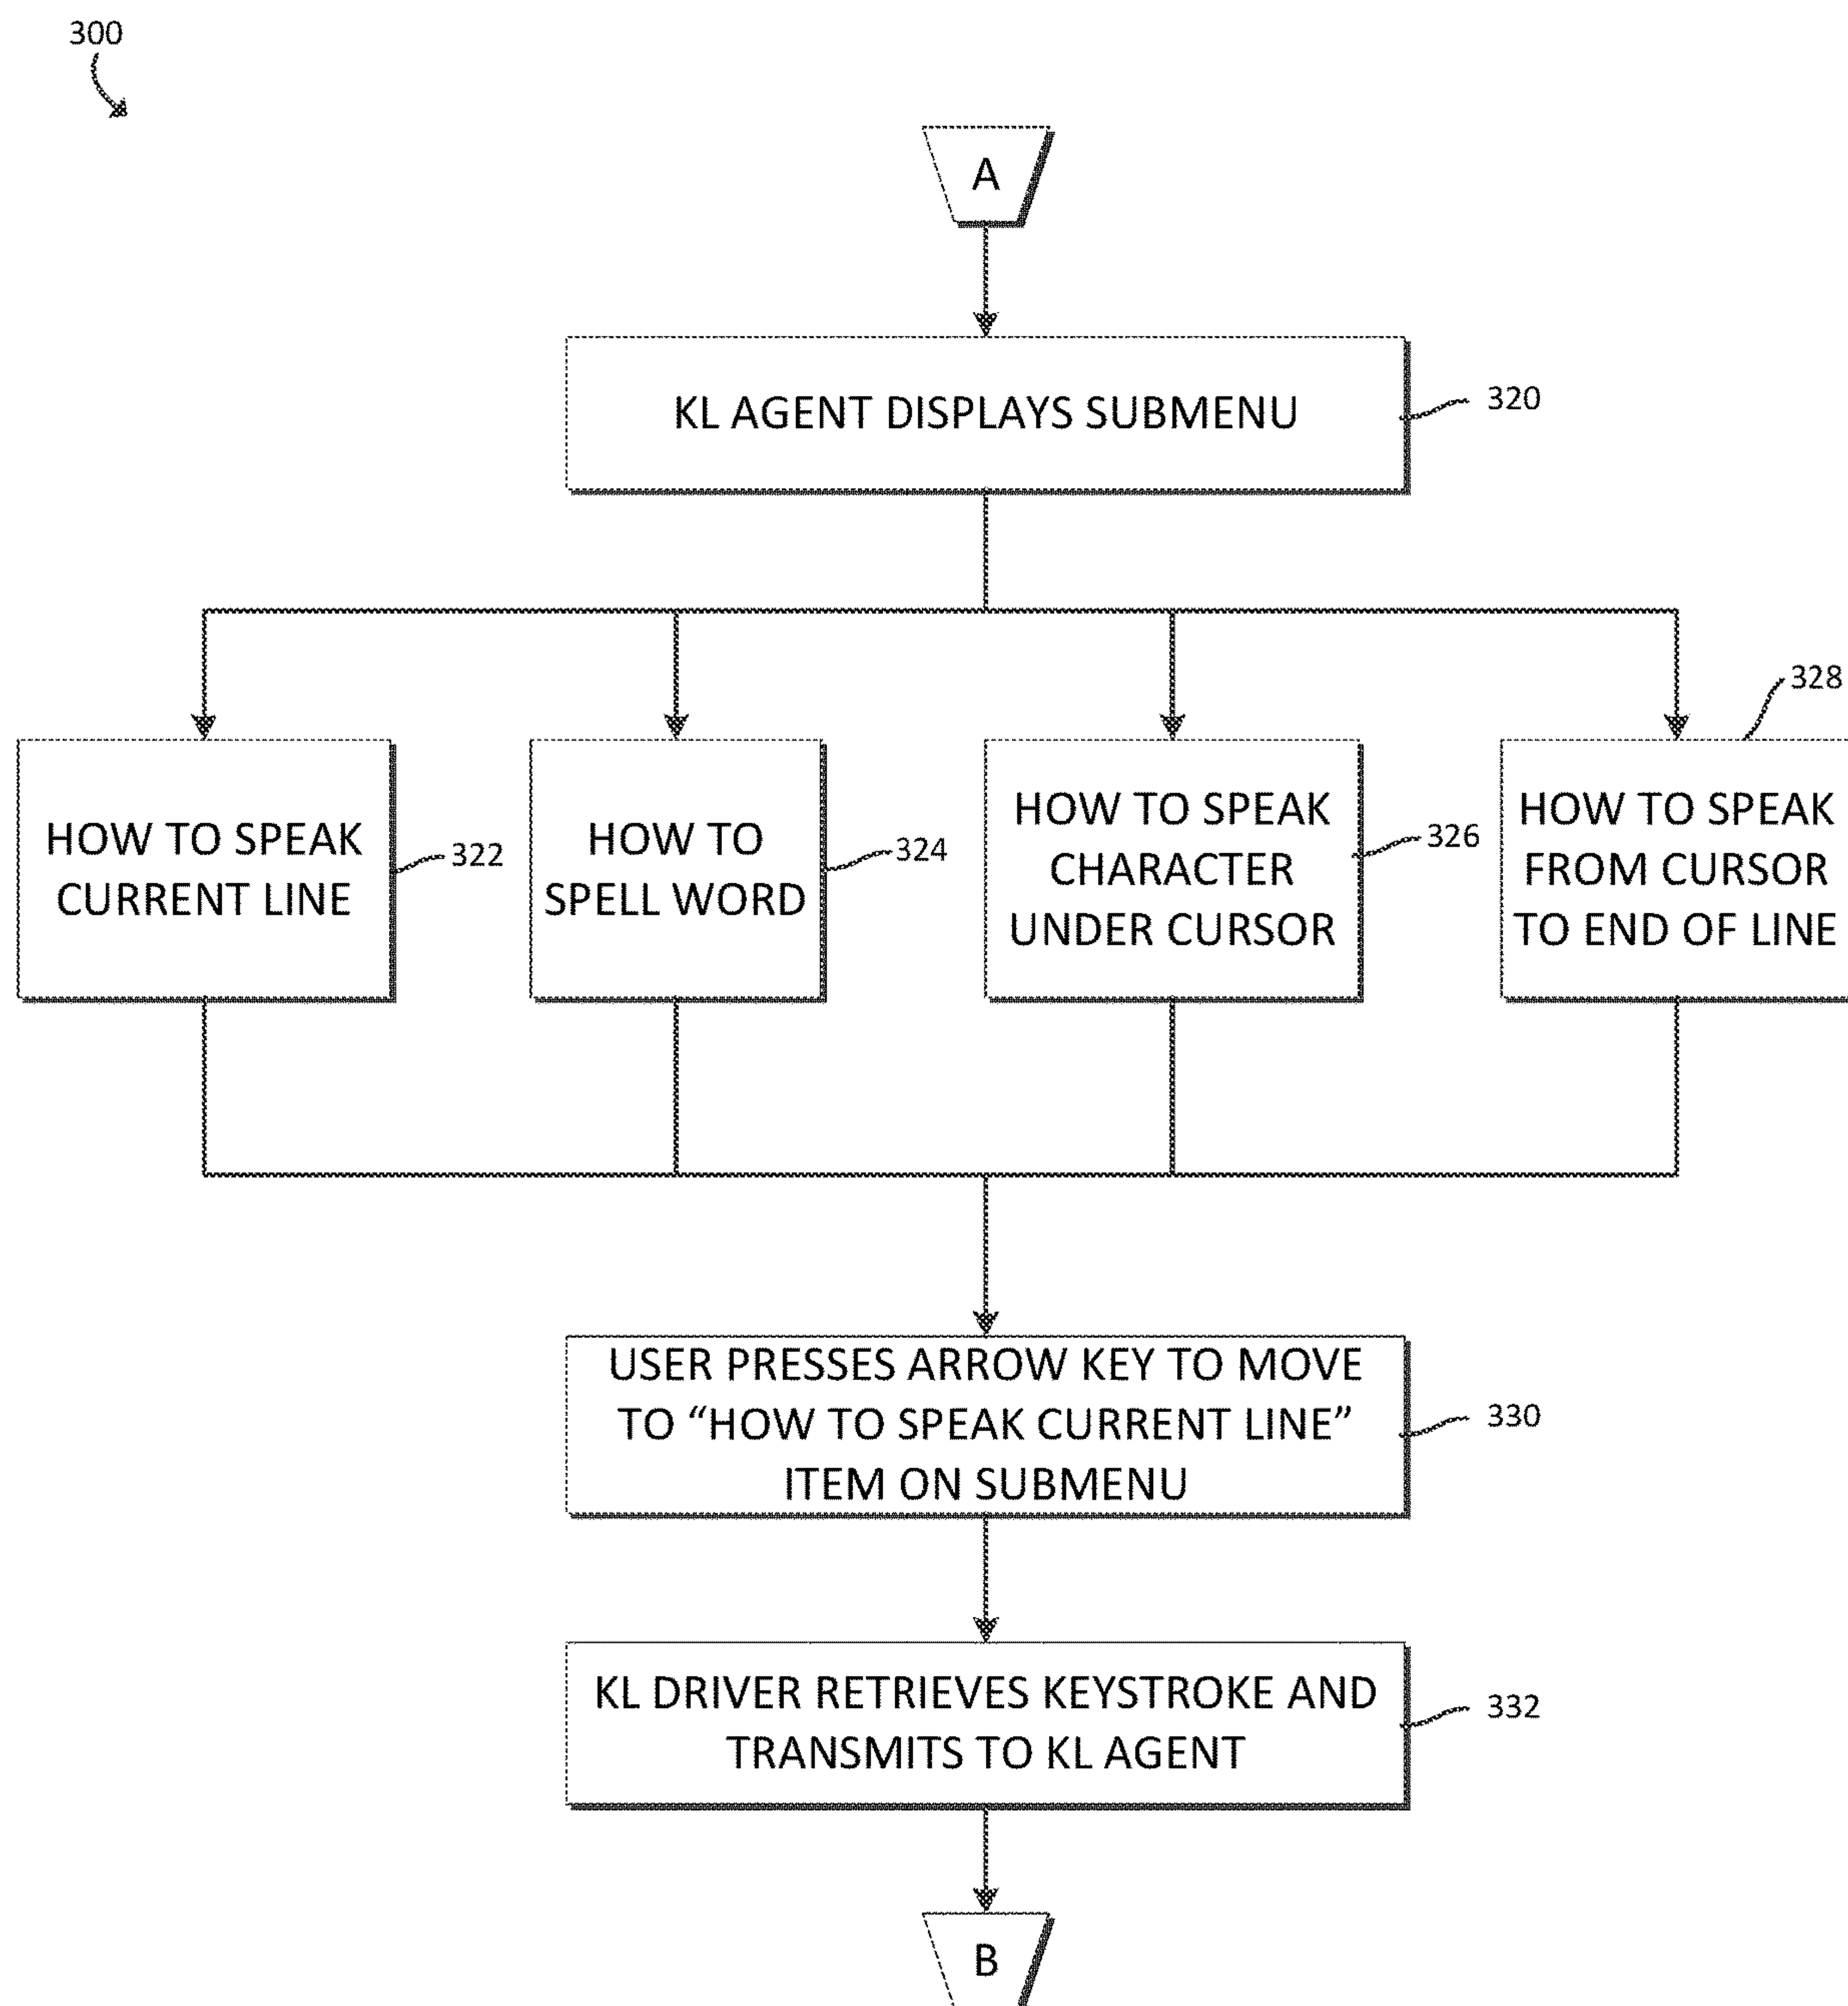 300
A
KL AGENT DISPLAYS SUBMENU
320
328
HOW TO SPEAK
CURRENT LINE
322
HOW TO
SPELL WORD
324
HOW TO SPEAK
CHARACTER
UNDER CURSOR
326
HOW TO SPEAK
FROM CURSOR
TO END OF LINE
USER PRESSES ARROW KEY TO MOVE
TO “HOW TO SPEAK CURRENT LINE”
ITEM ON SUBMENU
330
KL DRIVER RETRIEVES KEYSTROKE AND
TRANSMITS TO KL AGENT
332
B